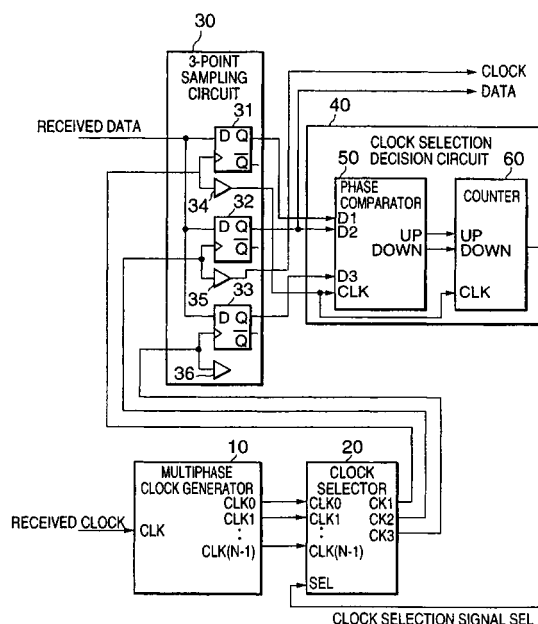 30
3-POINT
SAMPLING
CIRCUIT
CLOCK
DATA
31
40
RECEIVED DATA
D Q
Q
CLOCK SELECTION
DECISION CIRCUIT
34
32
50
60
PHASE
COMPARATOR
COUNTER
D Q
Q
D1
D2
UP
DOWN
UP
DOWN
35
33
D3
CLK
CLK
D Q
Q
36
10
20
MULTIPHASE
CLOCK GENERATOR
CLOCK
SELECTOR
CLK0
CLK1
CLK(N-1)
CLK0
CLK1
CLK(N-1)
CK1
CK2
CK3
RECEIVED CLOCK
CLK
SEL
CLOCK SELECTION SIGNAL SEL